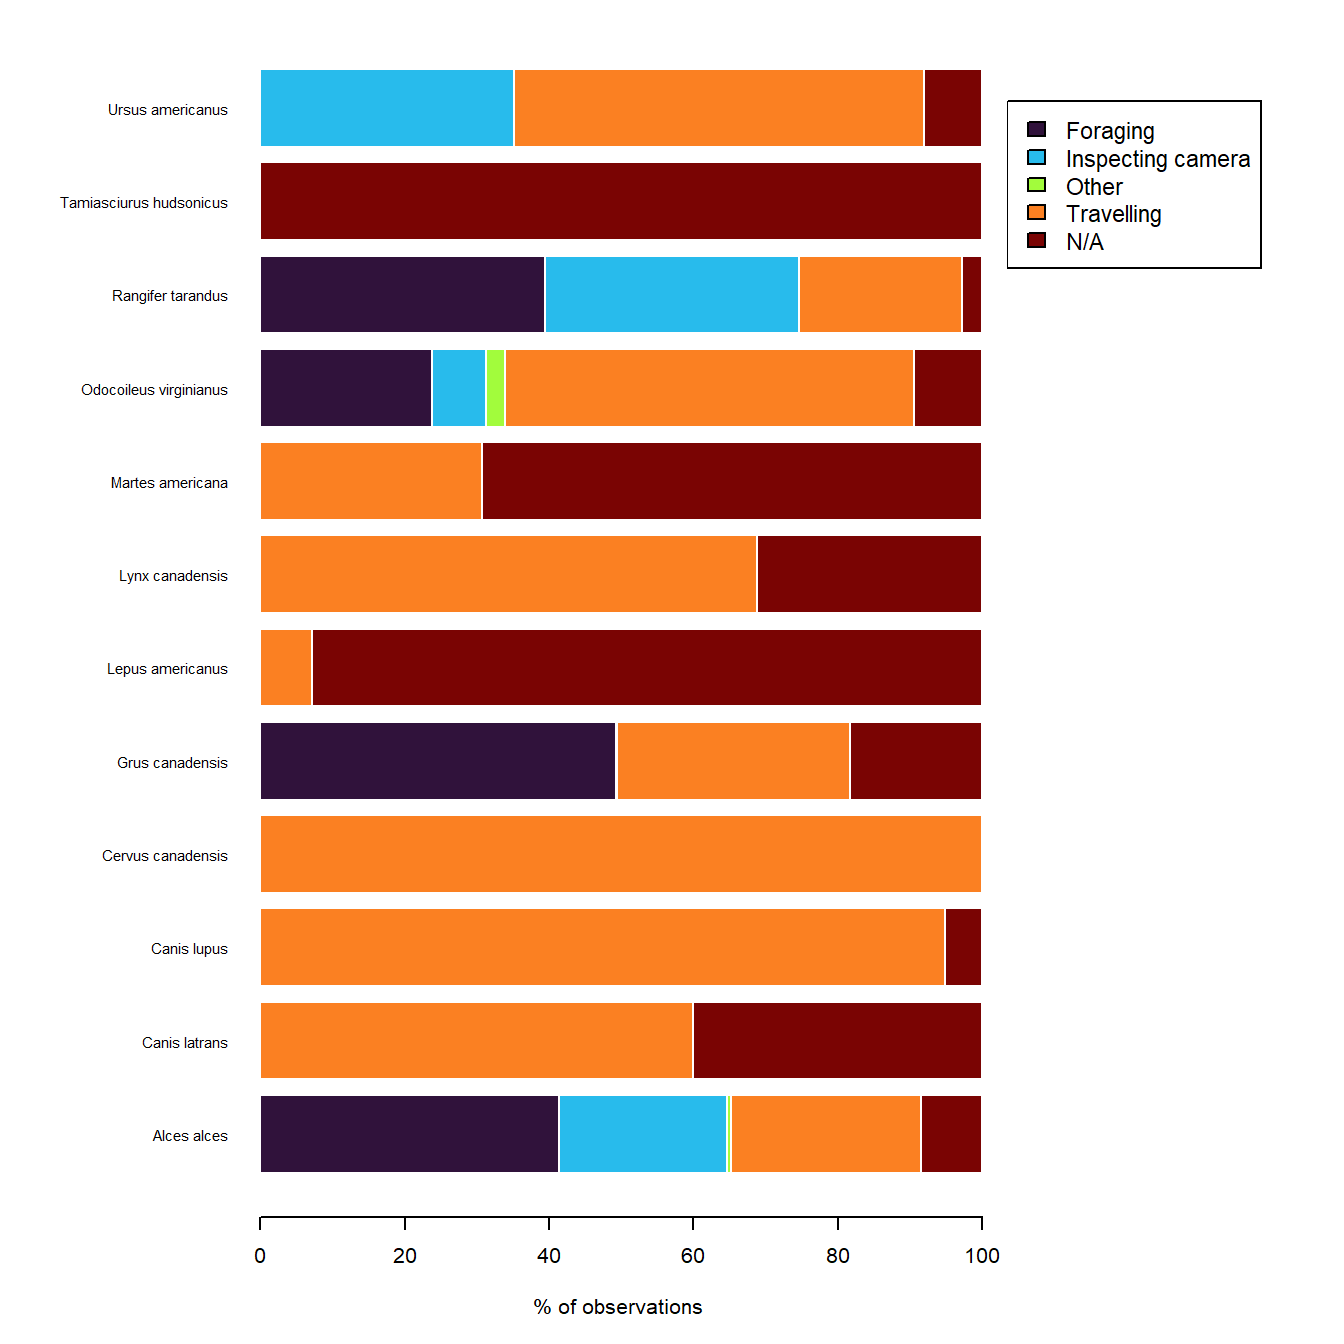 Ursus americanus
Tamiasciurus hudsonicus
Rangifer tarandus
Odocoileus virginianus
Martes americana
Lynx canadensis
Lepus americanus
Grus canadensis
Cervus canadensis
Canis lupus
Canis latrans
Alces alces
0 20 40 60 80 100
% of observations
Foraging
Inspecting camera
Other
Travelling
N/A